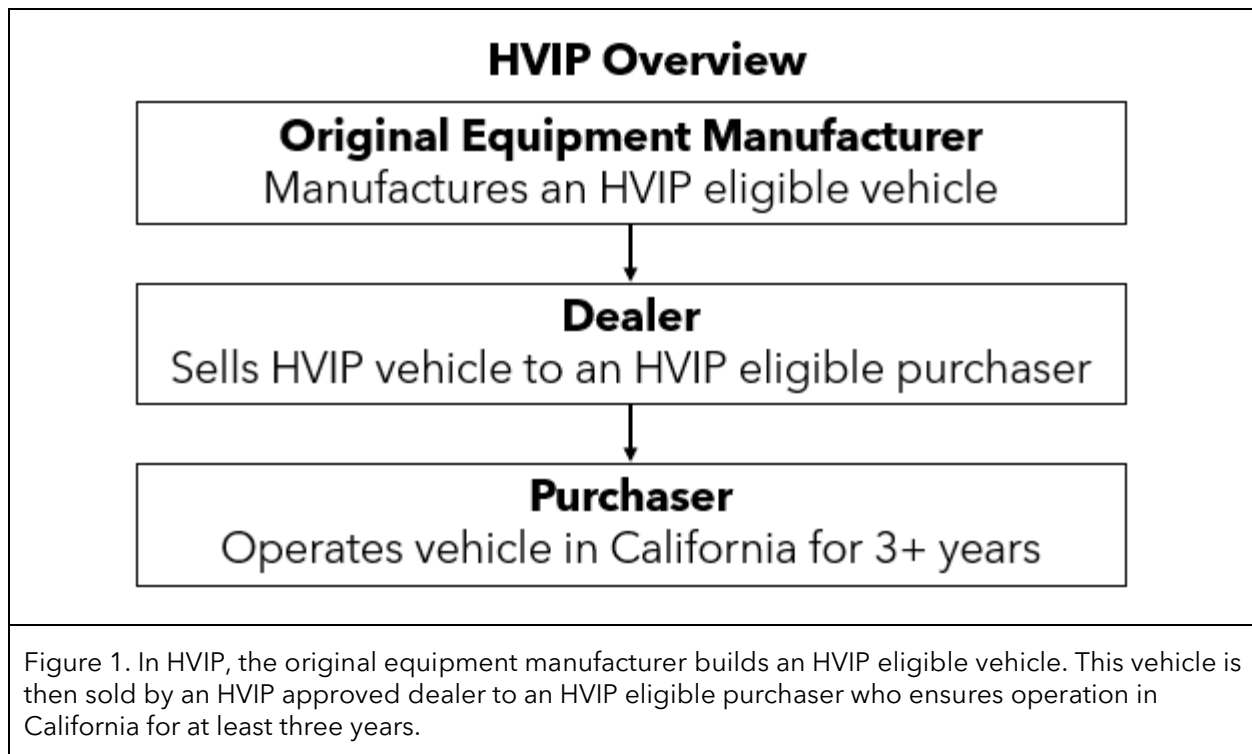 HVIP Overview
Original Equipment Manufacturer
Manufactures an HVIP eligible vehicle
Dealer
Sells HVIP vehicle to an HVIP eligible purchaser
Purchaser
Operates vehicle in California for 3+ years
Figure 1. In HVIP, the original equipment manufacturer builds an HVIP eligible vehicle. This vehicle is
then sold by an HVIP approved dealer to an HVIP eligible purchaser who ensures operation in
California for at least three years.